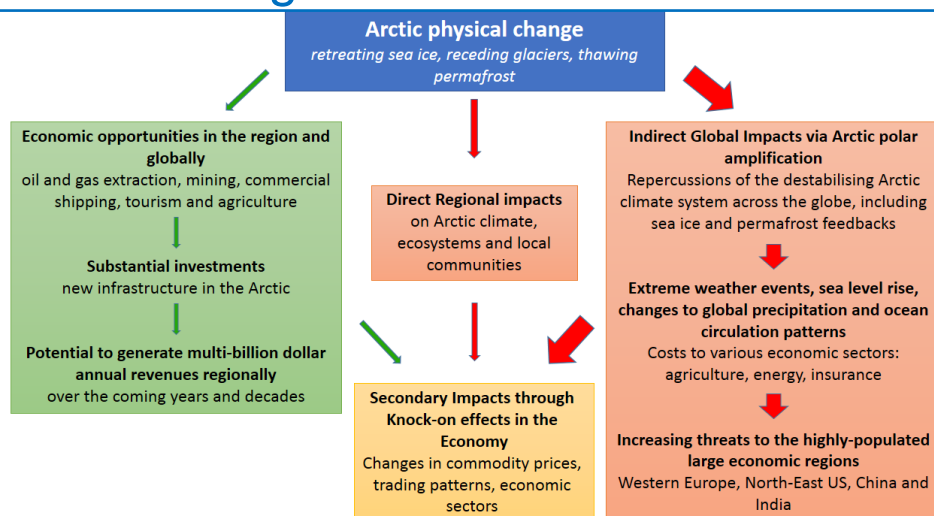 Arctic physical change
retreating sea ice, receding glaciers, thawing
permafrost
Economic opportunities in the region and
globally
oil and gas extraction, mining, commercial
shipping, tourism and agriculture
Substantial investments
new infrastructure in the Arctic
Potential to generate multi-billion dollar
annual revenues regionally
over the coming years and decades
Direct Regional impacts
on Arctic climate,
ecosystems and local
communities
Secondary Impacts through
Knock-on effects in the
Economy
Changes in commodity prices,
trading patterns, economic
sectors
Indirect Global Impacts via Arctic polar
amplification
Repercussions of the destabilising Arctic
climate system across the globe, including
sea ice and permafrost feedbacks
Extreme weather events, sea level rise,
changes to global precipitation and ocean
circulation patterns
Costs to various economic sectors:
agriculture, energy, insurance
Increasing threats to the highly-populated
large economic regions
Western Europe, North-East US, China and
India